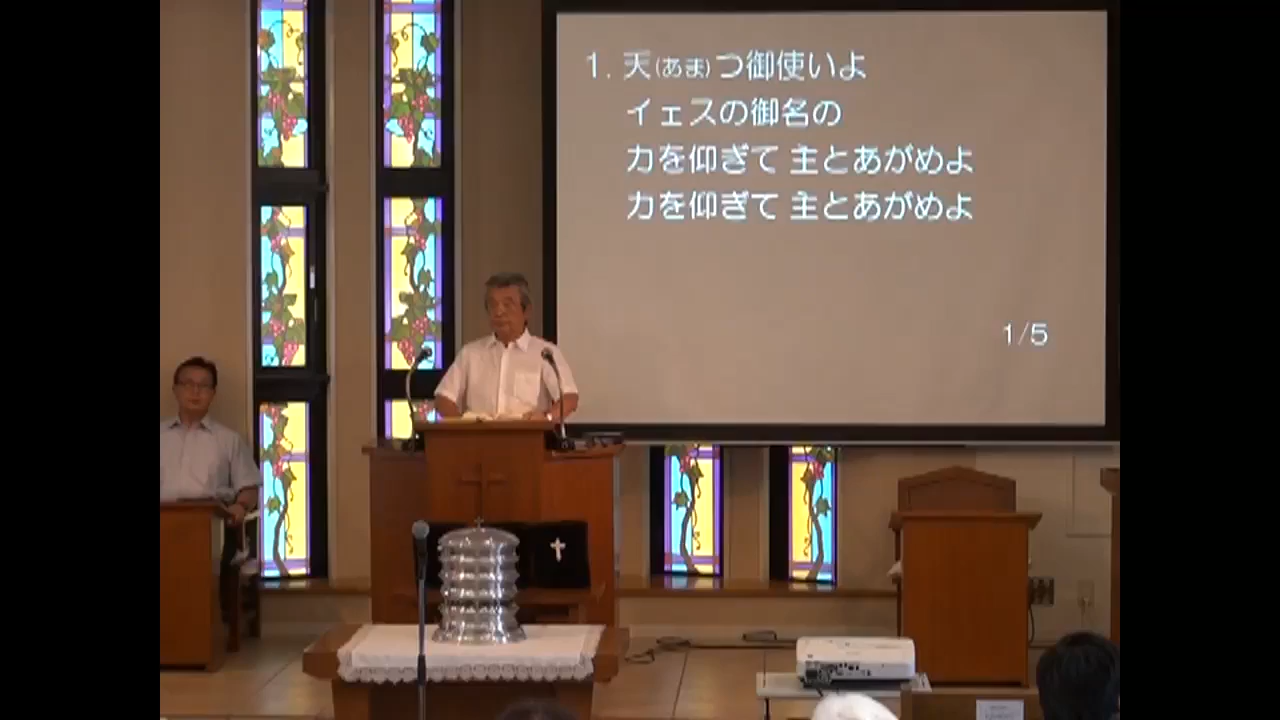 1. 天(あま)つ御使いよ
イエスの御名の
力を仰ぎて 主とあがめよ
力を仰ぎて 主とあがめよ
1/5